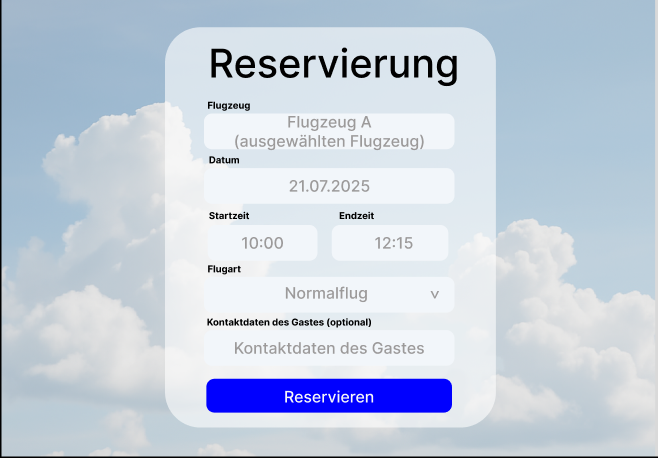 Reservierung
Flugzeug
Flugzeug A
(ausgewählten Flugzeug)
Datum
21.07.2025
Startzeit Endzeit
10:00 12:15
Flugart
Normalflug v
Kontaktdaten des Gastes (optional)
Kontaktdaten des Gastes
Reservieren